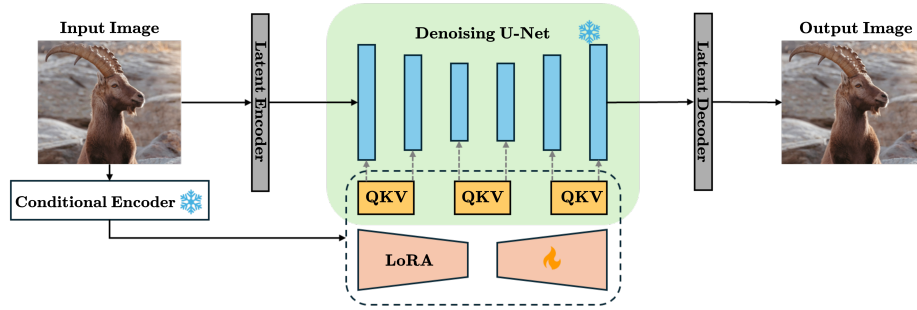 Input Image
Latent Encoder
Denoising U-Net
Latent Decoder
Output Image
Conditional Encoder
QKV
QKV
QKV
LoRA